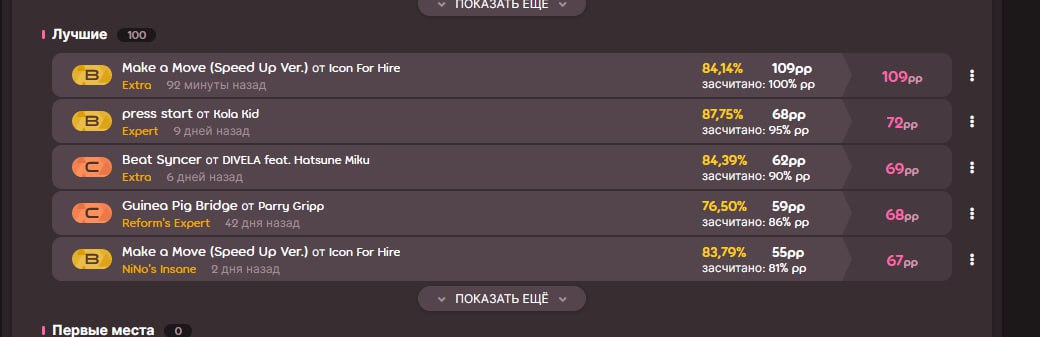 ПОКАЗАТЬ ЕЩЁ
Лучшие 100
B Make a Move (Speed Up Ver.) от Icon For Hire 84,14% 109pp 109pp
Extra 92 минуты назад засчитано: 100% pp
B press start от Kola Kid 87,75% 68pp 72pp
Expert 9 дней назад засчитано: 95% pp
C Beat Syncer от DIVELA feat. Hatsune Miku 84,39% 62pp 69pp
Extra 6 дней назад засчитано: 90% pp
C Guinea Pig Bridge от Parry Gripp 76,50% 59pp 68pp
Reform's Expert 42 дня назад засчитано: 86% pp
B Make a Move (Speed Up Ver.) от Icon For Hire 83,79% 55pp 67pp
NiNo's Insane 2 дня назад засчитано: 81% pp
ПОКАЗАТЬ ЕЩЁ
Первые места 0